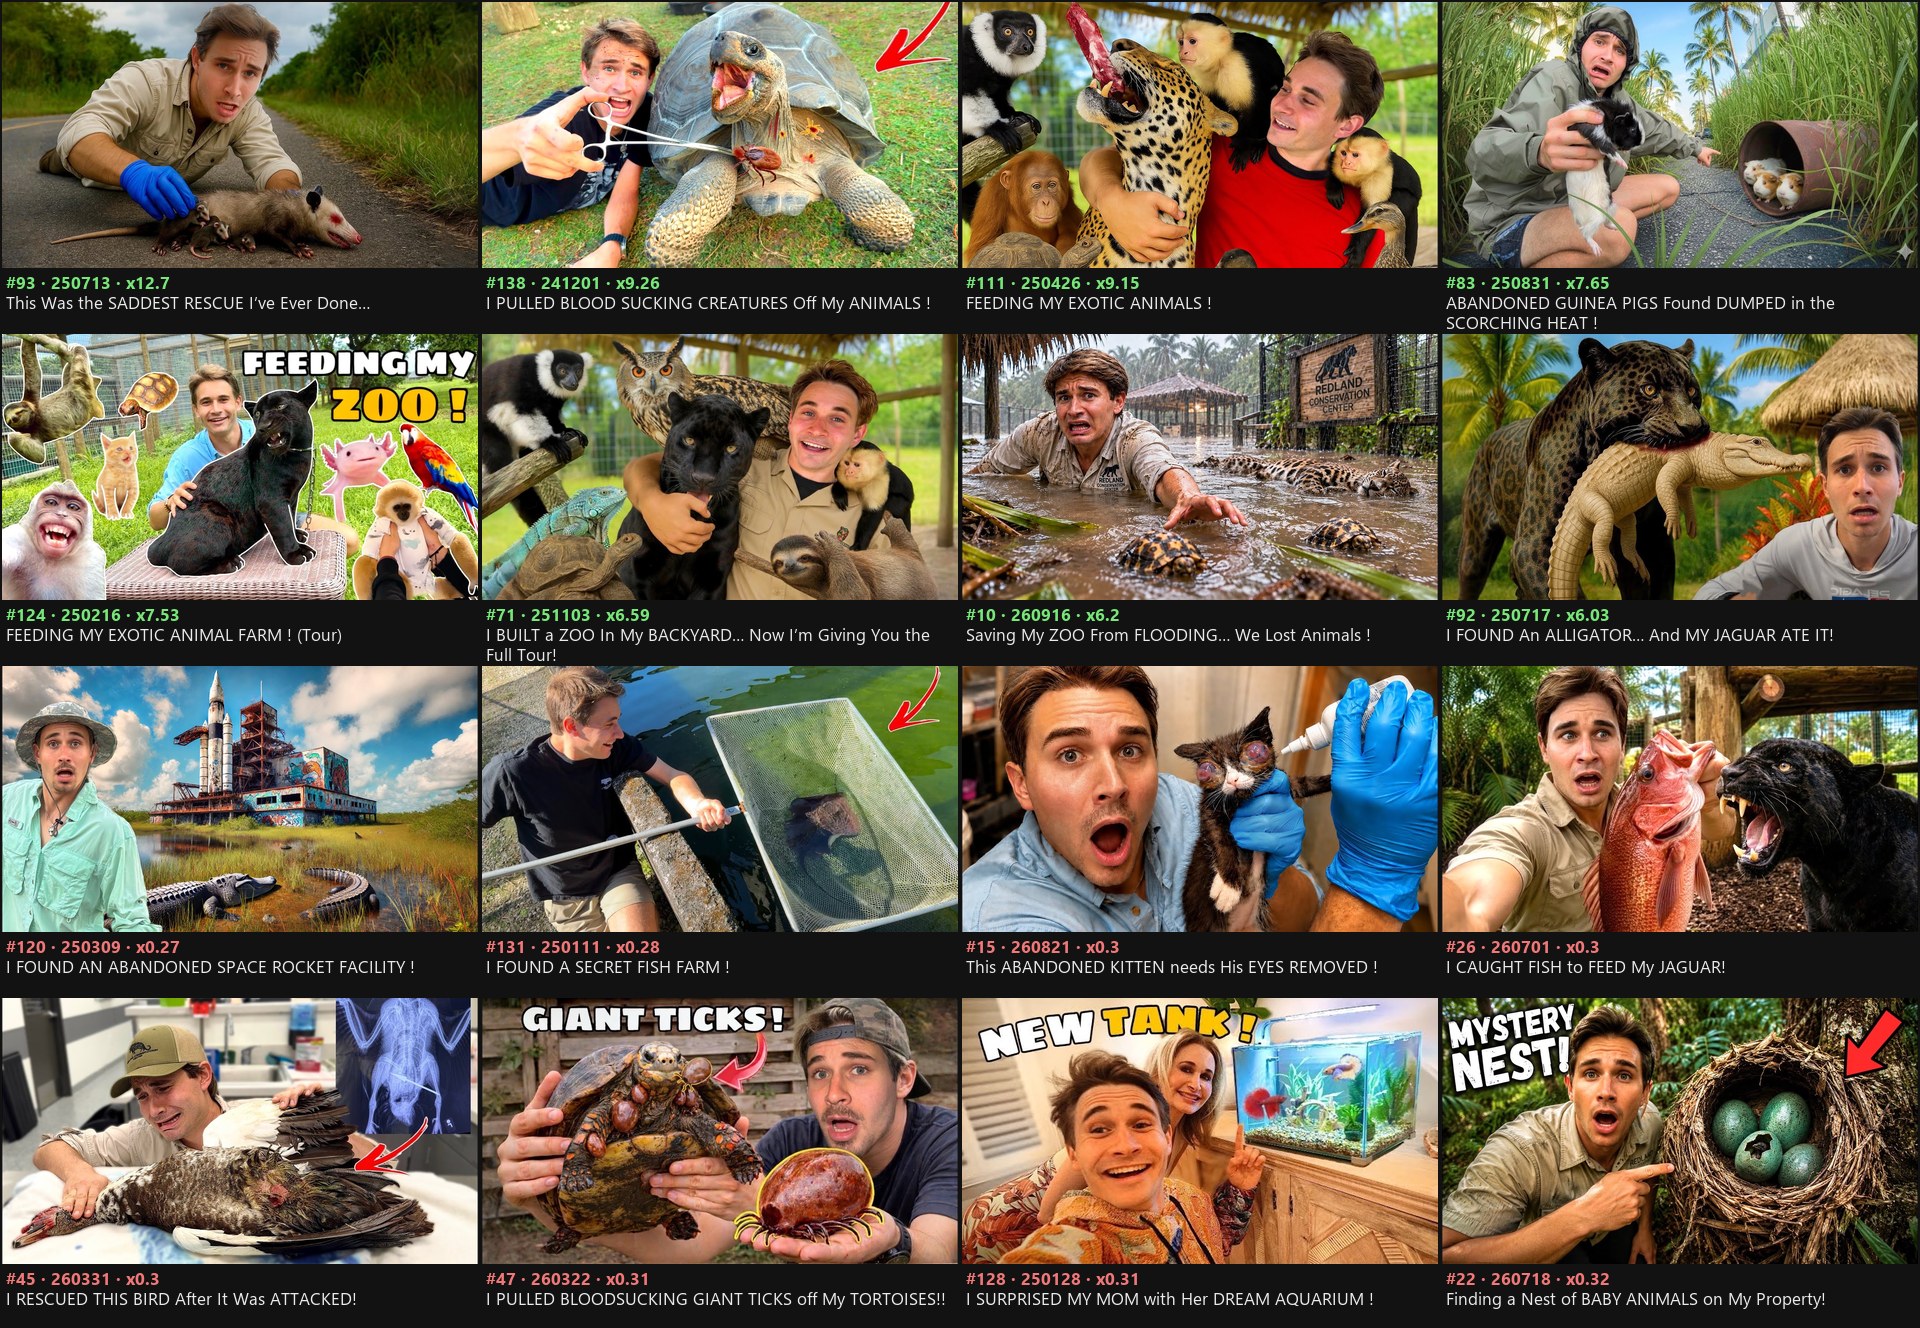 #93 · 250713 · x12.7
This Was the SADDEST RESCUE I’ve Ever Done...
#138 · 241201 · x9.26
I PULLED BLOOD SUCKING CREATURES Off My ANIMALS !
#111 · 250426 · x9.15
FEEDING MY EXOTIC ANIMALS !
#83 · 250831 · x7.65
ABANDONED GUINEA PIGS Found DUMPED in the
SCORCHING HEAT !
FEEDING MY
ZOO !
#124 · 250216 · x7.53
FEEDING MY EXOTIC ANIMAL FARM ! (Tour)
#71 · 251103 · x6.59
I BUILT a ZOO In My BACKYARD... Now I’m Giving You the
Full Tour!
REDLAND
CONSERVATION
CENTER
REDLAND
CONSERVATION
CENTER
#10 · 260916 · x6.2
Saving My ZOO From FLOODING... We Lost Animals !
#92 · 250717 · x6.03
I FOUND An ALLIGATOR... And MY JAGUAR ATE IT!
#120 · 250309 · x0.27
I FOUND AN ABANDONED SPACE ROCKET FACILITY !
#131 · 250111 · x0.28
I FOUND A SECRET FISH FARM !
#15 · 260821 · x0.3
This ABANDONED KITTEN needs His EYES REMOVED !
#26 · 260701 · x0.3
I CAUGHT FISH to FEED My JAGUAR!
#45 · 260331 · x0.3
I RESCUED THIS BIRD After It Was ATTACKED!
GIANT TICKS !
#47 · 260322 · x0.31
I PULLED BLOODSUCKING GIANT TICKS off My TORTOISES!!
NEW TANK !
#128 · 250128 · x0.31
I SURPRISED MY MOM with Her DREAM AQUARIUM !
MYSTERY
NEST!
#22 · 260718 · x0.32
Finding a Nest of BABY ANIMALS on My Property!